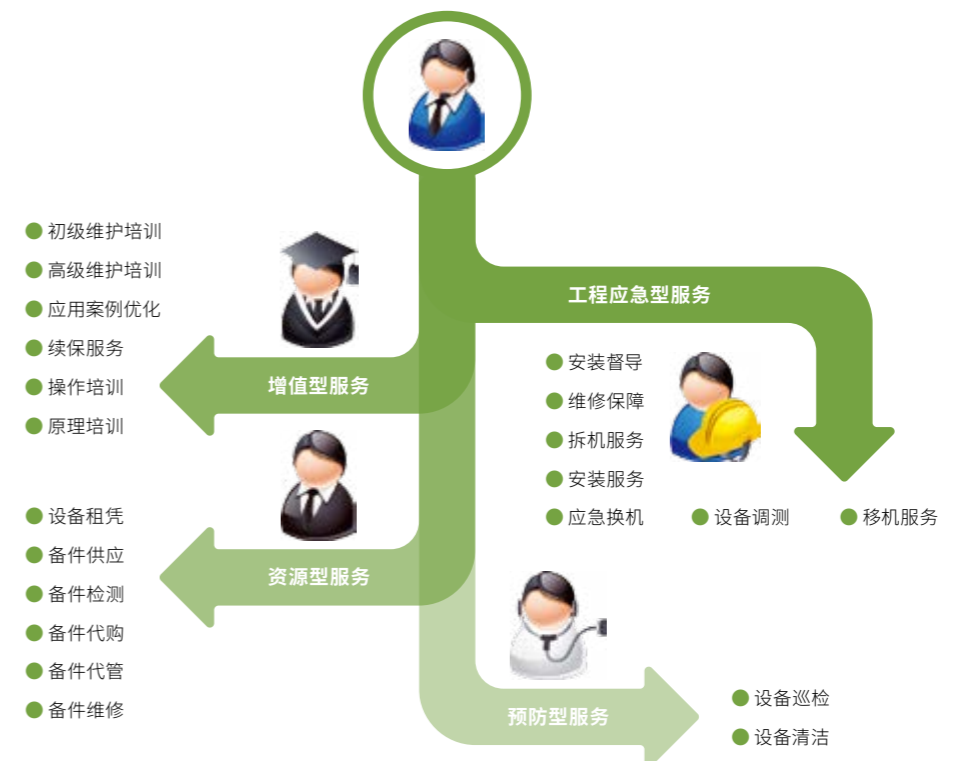 工程应急型服务
安装督导
维修保障
拆机服务
安装服务
应急换机
设备调测
移机服务
初级维护培训
高级维护培训
应用案例优化
续保服务
操作培训
原理培训
增值型服务
设备租凭
备件供应
备件检测
备件代购
备件代管
备件维修
资源型服务
预防型服务
设备巡检
设备清洁